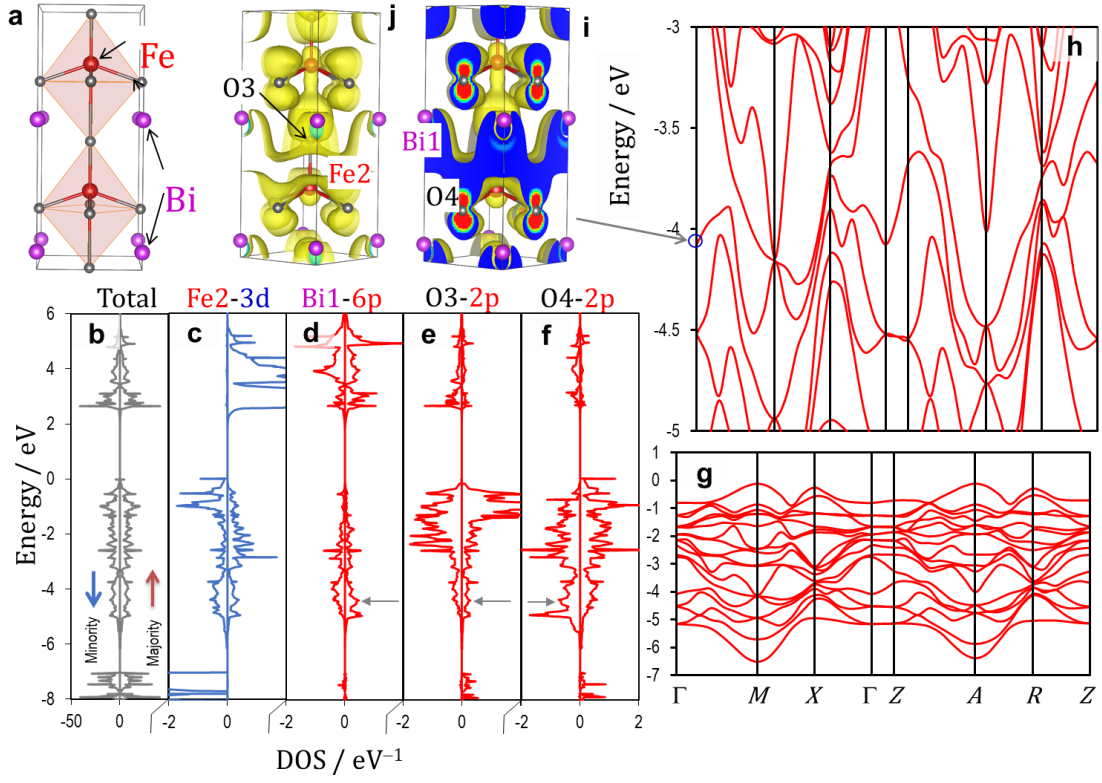 a
Fe
Bi
j
O3
Fe2
i
Bi1
O4
h
Energy / eV
-3
-3.5
-4
-4.5
-5
Total
Fe2-3d
Bi1-6p
O3-2p
O4-2p
b
c
d
e
f
Energy / eV
6
4
2
0
-2
-4
-6
-8
Minority
Majority
-50
0
-2
0
-2
0
-2
0
-2
0
2
DOS / eV⁻¹
g
1
0
-1
-2
-3
-4
-5
-6
-7
Γ
M
X
Γ
Z
A
R
Z